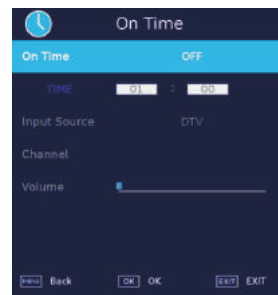 On Time
On Time OFF
TIME 01 : 00
Input Source DTV
Channel
Volume
MENU Back OK OK EXIT EXIT